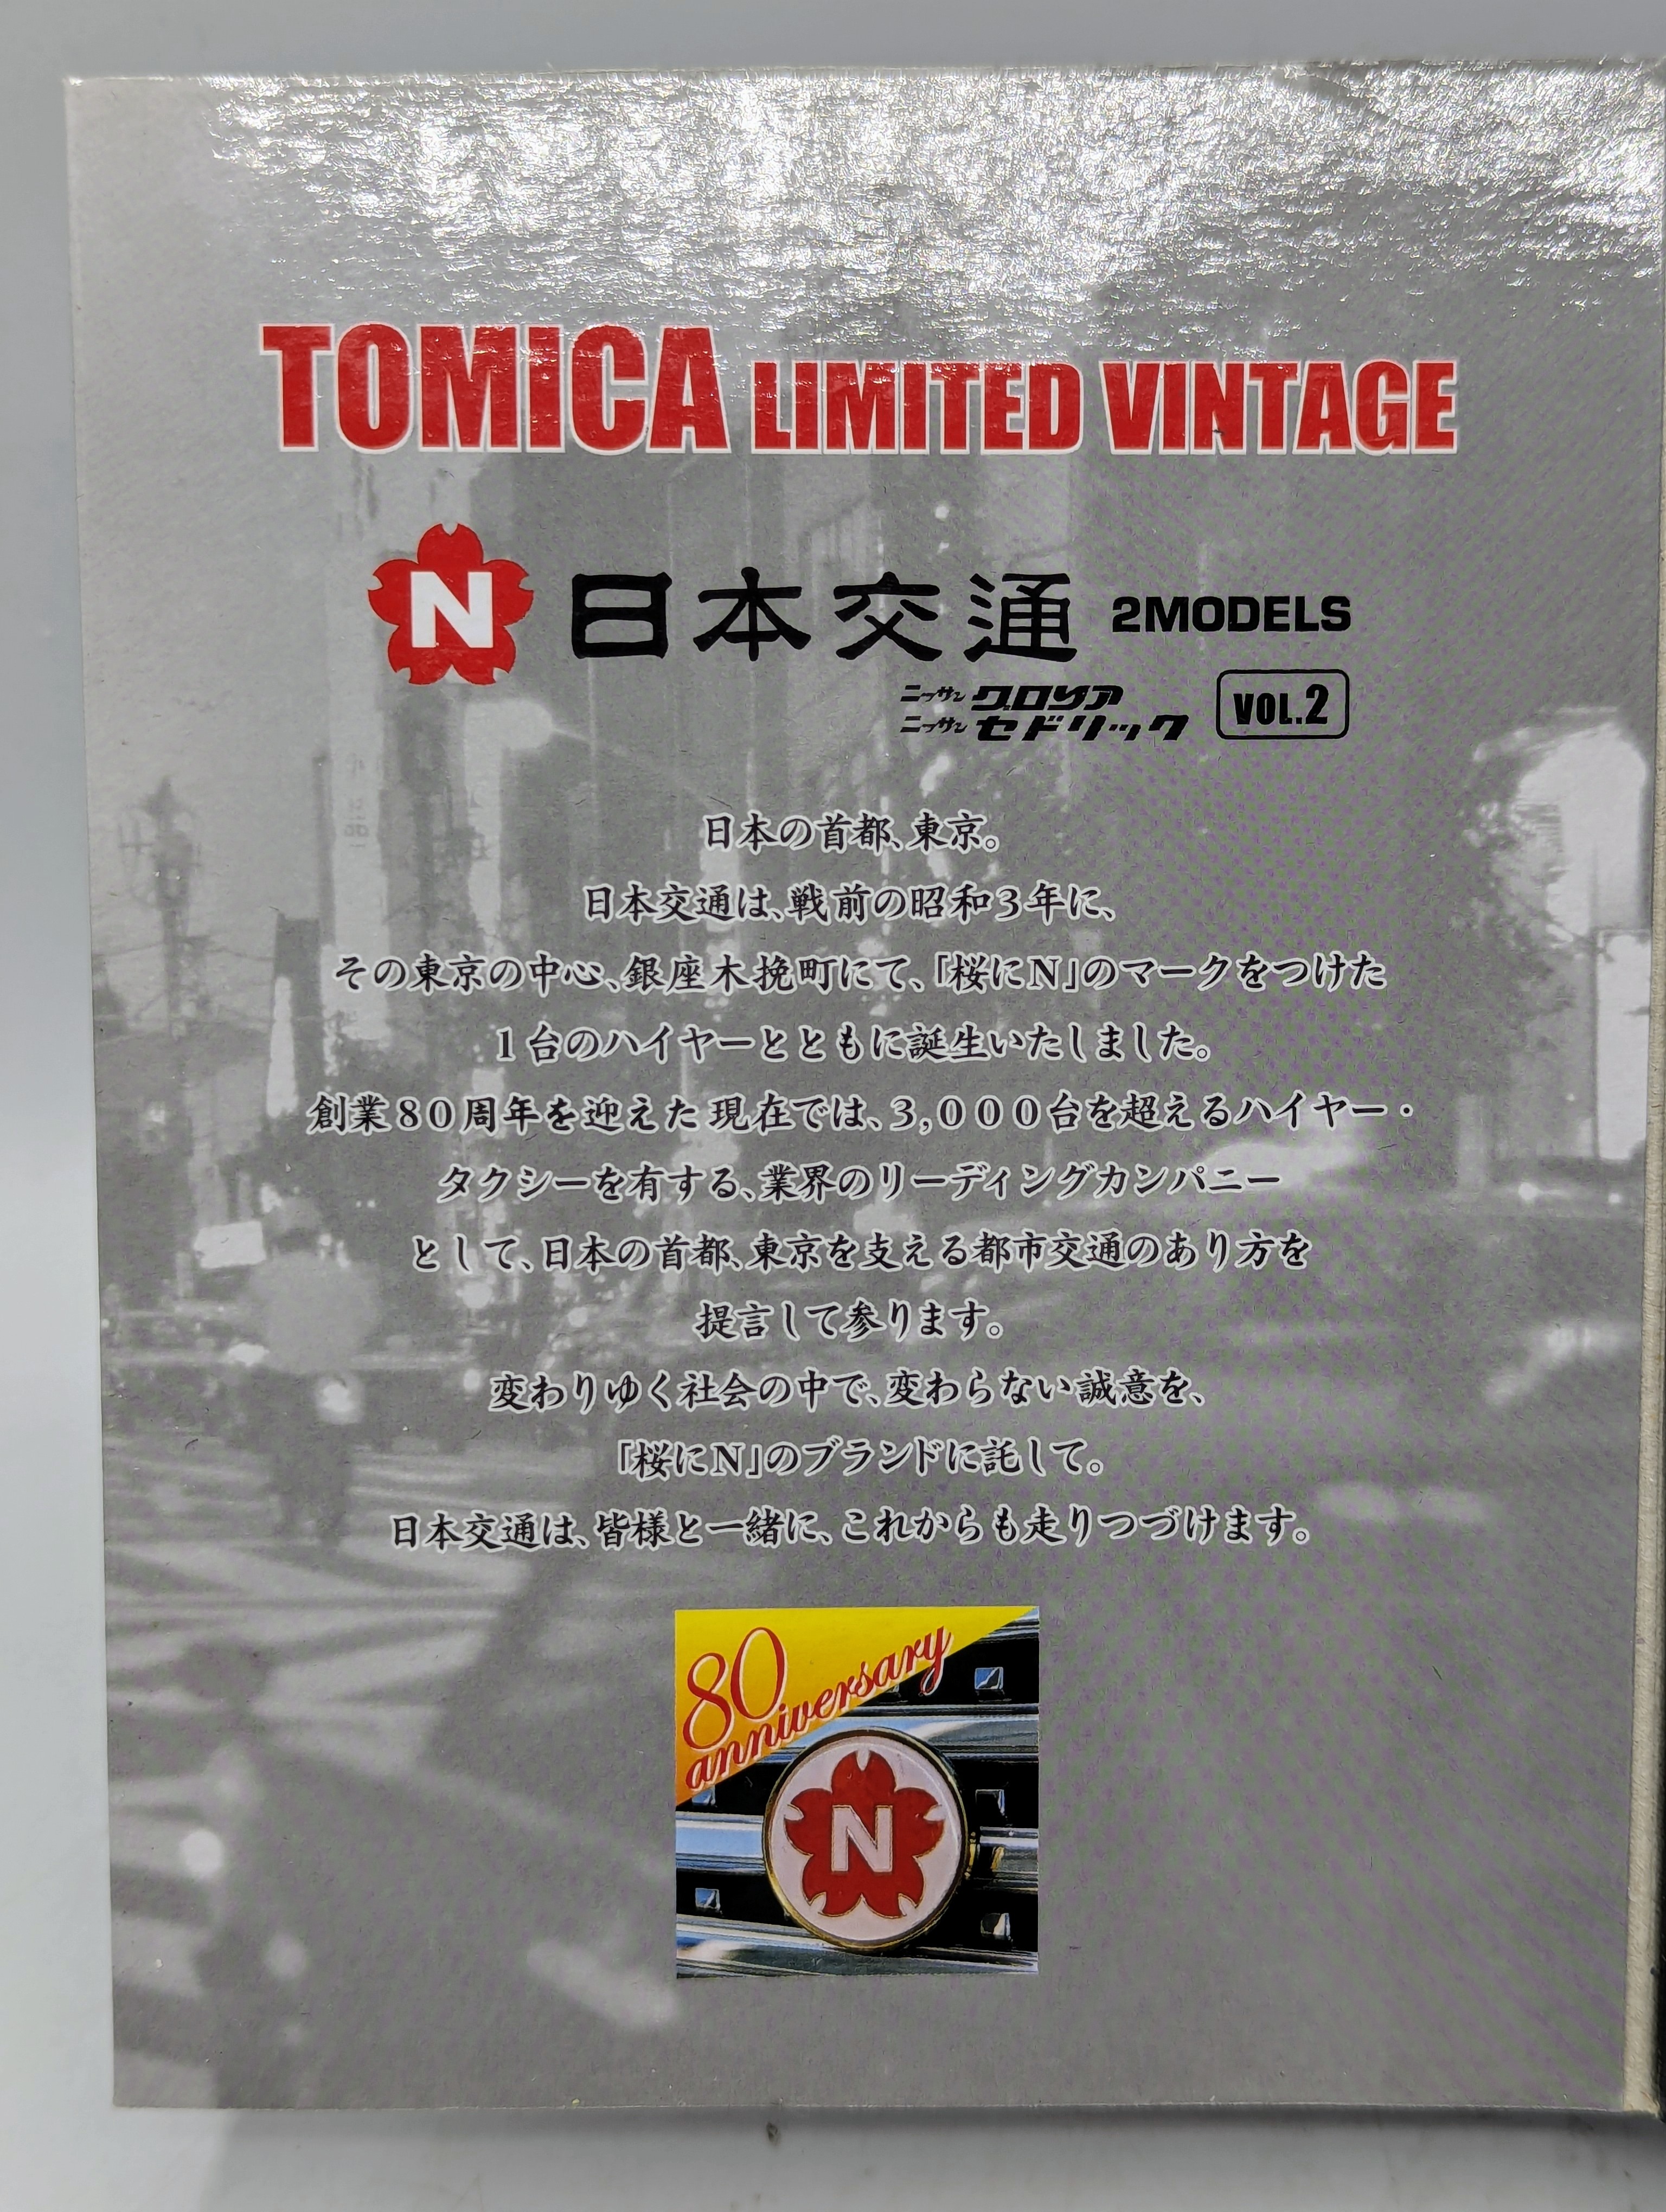 TOMICA LIMITED VINTAGE
N 日本交通 2MODELS
ニッサン グロリア
ニッサン セドリック VOL.2
日本の首都、東京。
日本交通は、戦前の昭和3年に、
その東京の中心、銀座木挽町にて、「桜にN」のマークをつけた
1台のハイヤーとともに誕生いたしました。
創業80周年を迎えた現在では、3,000台を超えるハイヤー・
タクシーを有する、業界のリーディングカンパニー
として、日本の首都、東京を支える都市交通のあり方を
提言して参ります。
変わりゆく社会の中で、変わらない誠意を、
「桜にN」のブランドに託して。
日本交通は、皆様と一緒に、これからも走りつづけます。
80
anniversary
N